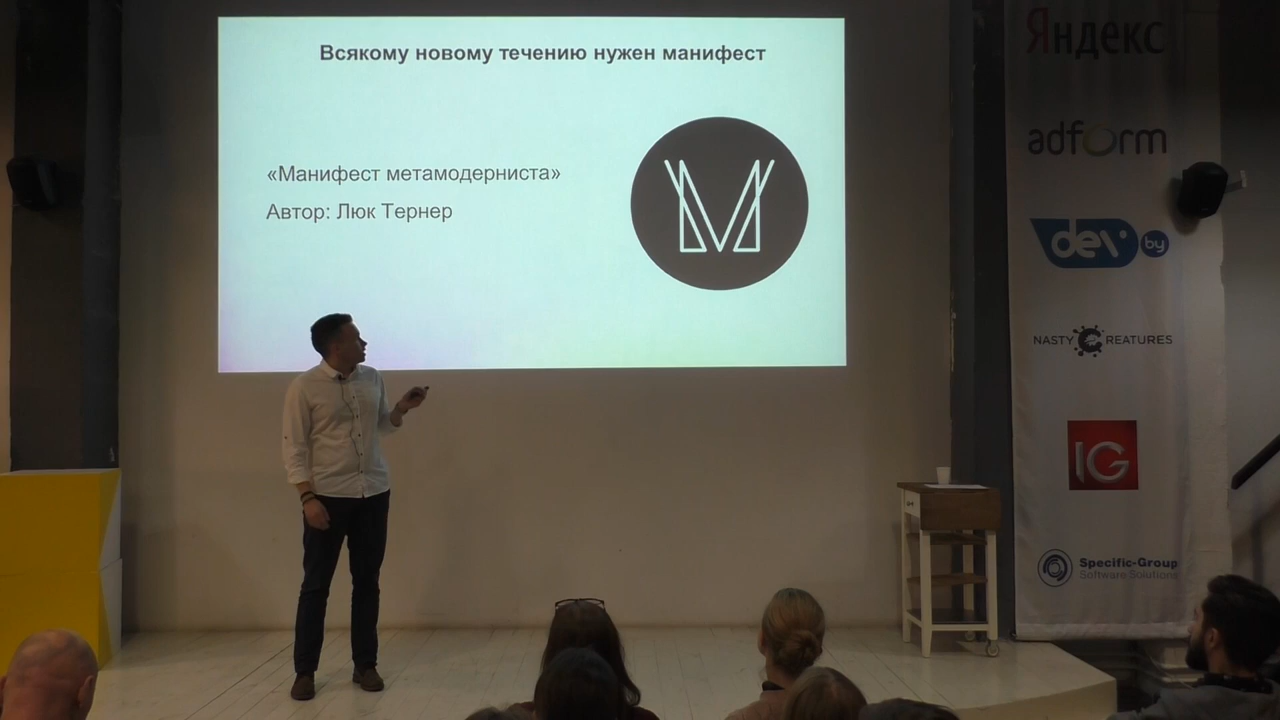 Всякому новому течению нужен манифест
«Манифест метамодерниста»
Автор: Люк Тернер
Яндекс
adform
dev by
NASTY CREATURES
IG
Specific-Group
Software Solutions